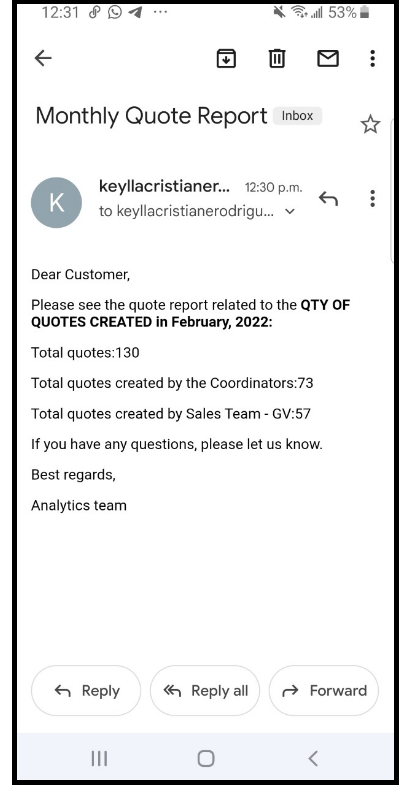 12:31 ... 53%
Monthly Quote Report Inbox
K
keyllacristianer... 12:30 p.m.
to keyllacristianerodrigu...
Dear Customer,
Please see the quote report related to the QTY OF
QUOTES CREATED in February, 2022:
Total quotes:130
Total quotes created by the Coordinators:73
Total quotes created by Sales Team - GV:57
If you have any questions, please let us know.
Best regards,
Analytics team
Reply Reply all Forward